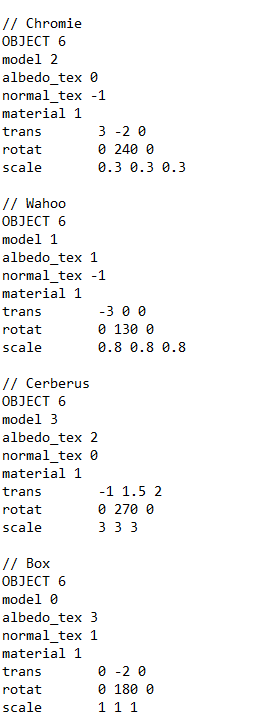 // Chromie
OBJECT 6
model 2
albedo_tex 0
normal_tex -1
material 1
trans       3 -2 0
rotat       0 240 0
scale       0.3 0.3 0.3

// Wahoo
OBJECT 6
model 1
albedo_tex 1
normal_tex -1
material 1
trans       -3 0 0
rotat       0 130 0
scale       0.8 0.8 0.8

// Cerberus
OBJECT 6
model 3
albedo_tex 2
normal_tex 0
material 1
trans       -1 1.5 2
rotat       0 270 0
scale       3 3 3

// Box
OBJECT 6
model 0
albedo_tex 3
normal_tex 1
material 1
trans       0 -2 0
rotat       0 180 0
scale       1 1 1